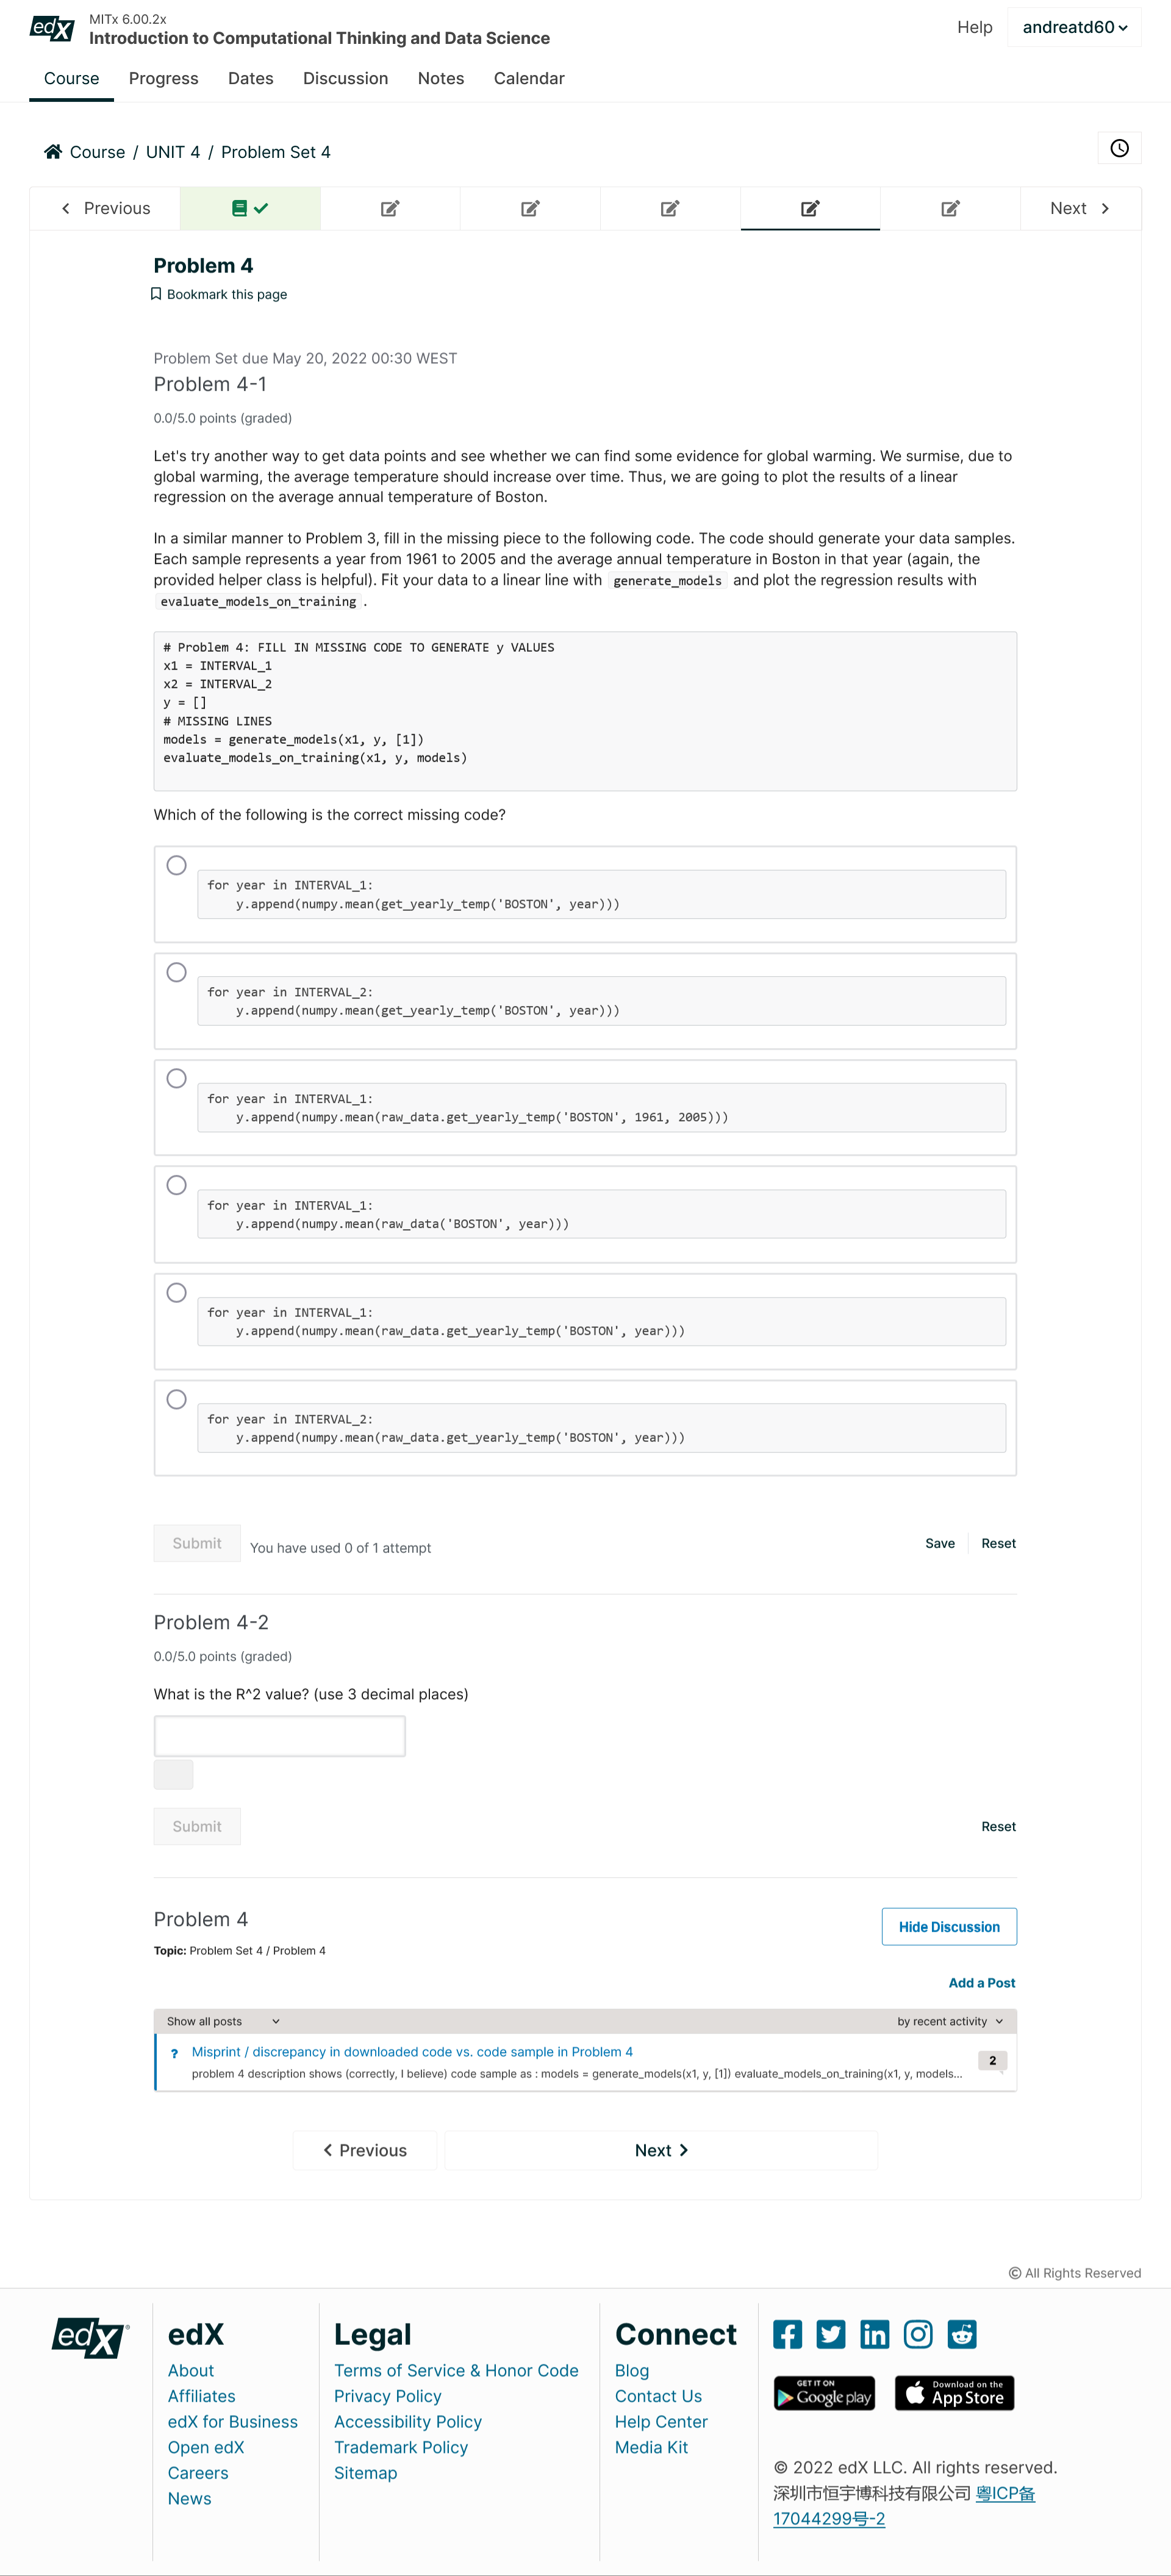 edX
MITx 6.00.2x
Introduction to Computational Thinking and Data Science
Help
andreatd60
Course
Progress
Dates
Discussion
Notes
Calendar
Course / UNIT 4 / Problem Set 4
Previous
Next
Problem 4
Bookmark this page
Problem Set due May 20, 2022 00:30 WEST
Problem 4-1
0.0/5.0 points (graded)
Let's try another way to get data points and see whether we can find some evidence for global warming. We surmise, due to
global warming, the average temperature should increase over time. Thus, we are going to plot the results of a linear
regression on the average annual temperature of Boston.
In a similar manner to Problem 3, fill in the missing piece to the following code. The code should generate your data samples.
Each sample represents a year from 1961 to 2005 and the average annual temperature in Boston in that year (again, the
provided helper class is helpful). Fit your data to a linear line with generate_models and plot the regression results with
evaluate_models_on_training .
# Problem 4: FILL IN MISSING CODE TO GENERATE y VALUES
x1 = INTERVAL_1
x2 = INTERVAL_2
y = []
# MISSING LINES
models = generate_models(x1, y, [1])
evaluate_models_on_training(x1, y, models)
Which of the following is the correct missing code?
for year in INTERVAL_1:
y.append(numpy.mean(get_yearly_temp('BOSTON', year)))
for year in INTERVAL_2:
y.append(numpy.mean(get_yearly_temp('BOSTON', year)))
for year in INTERVAL_1:
y.append(numpy.mean(raw_data.get_yearly_temp('BOSTON', 1961, 2005)))
for year in INTERVAL_1:
y.append(numpy.mean(raw_data('BOSTON', year)))
for year in INTERVAL_1:
y.append(numpy.mean(raw_data.get_yearly_temp('BOSTON', year)))
for year in INTERVAL_2:
y.append(numpy.mean(raw_data.get_yearly_temp('BOSTON', year)))
Submit
You have used 0 of 1 attempt
Save
Reset
Problem 4-2
0.0/5.0 points (graded)
What is the R^2 value? (use 3 decimal places)
Submit
Reset
Problem 4
Hide Discussion
Topic: Problem Set 4 / Problem 4
Add a Post
Show all posts
by recent activity
? Misprint / discrepancy in downloaded code vs. code sample in Problem 4
2
problem 4 description shows (correctly, I believe) code sample as : models = generate_models(x1, y, [1]) evaluate_models_on_training(x1, y, models...
Previous
Next
© All Rights Reserved
edX
edX
About
Affiliates
edX for Business
Open edX
Careers
News
Legal
Terms of Service & Honor Code
Privacy Policy
Accessibility Policy
Trademark Policy
Sitemap
Connect
Blog
Contact Us
Help Center
Media Kit
GET IT ON
Google play
Download on the
App Store
© 2022 edX LLC. All rights reserved.
深圳市恒宇博科技有限公司 粤ICP备
17044299号-2